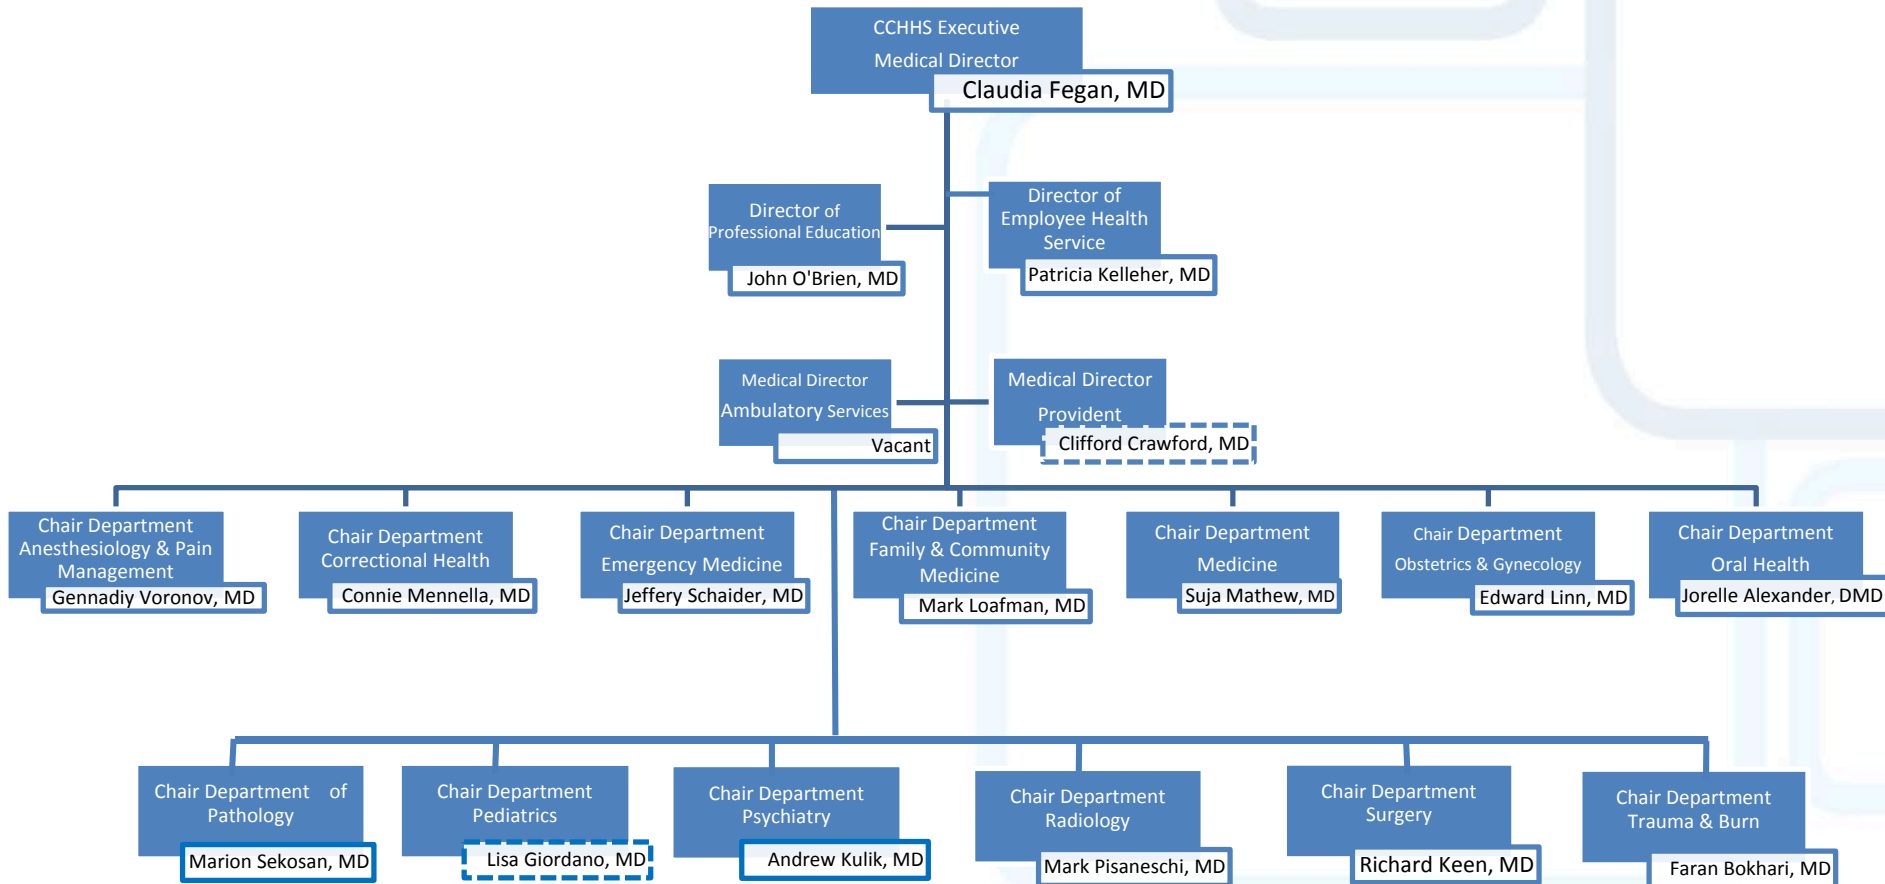 CCHHS Executive
Medical Director
Claudia Fegan, MD
Director of
Professional Education
John O'Brien, MD
Director of
Employee Health
Service
Patricia Kelleher, MD
Medical Director
Ambulatory Services
Vacant
Medical Director
Provident
Clifford Crawford, MD
Chair Department
Anesthesiology & Pain
Management
Gennadiy Voronov, MD
Chair Department
Correctional Health
Connie Mennella, MD
Chair Department
Emergency Medicine
Jeffery Schaider, MD
Chair Department
Family & Community
Medicine
Mark Loafman, MD
Chair Department
Medicine
Suja Mathew, MD
Chair Department
Obstetrics & Gynecology
Edward Linn, MD
Chair Department
Oral Health
Jorelle Alexander, DMD
Chair Department of
Pathology
Marion Sekosan, MD
Chair Department
Pediatrics
Lisa Giordano, MD
Chair Department
Psychiatry
Andrew Kulik, MD
Chair Department
Radiology
Mark Pisaneschi, MD
Chair Department
Surgery
Richard Keen, MD
Chair Department
Trauma & Burn
Faran Bokhari, MD